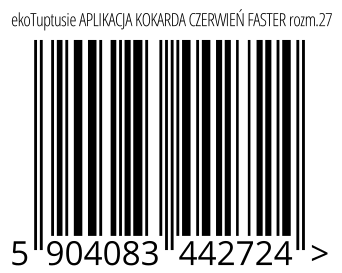 ekoTuptusie APLIKACJA KOKARDA CZERWIEŃ FASTER rozm.27
5 904083 442724 >